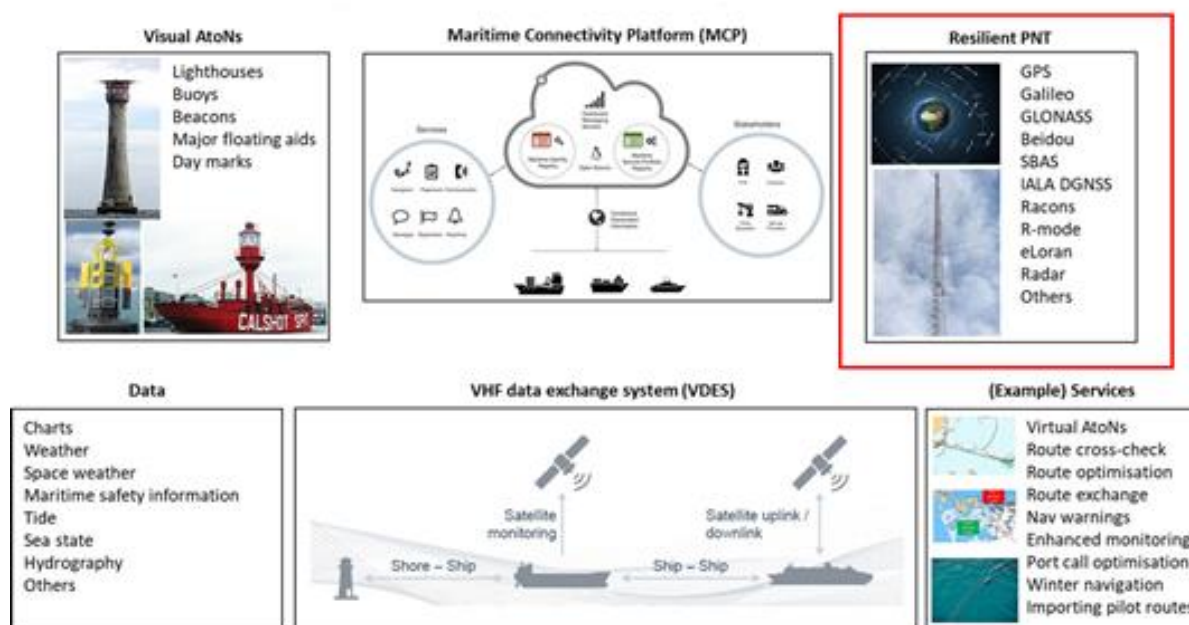 Visual AtoNs
Lighthouses
Buoys
Beacons
Major floating aids
Day marks
CALSHOT SP
Maritime Connectivity Platform (MCP)
Services
Stakeholders
Resilient PNT
GPS
Galileo
GLONASS
Beidou
SBAS
IALA DGNSS
Racons
R-mode
eLoran
Radar
Others
Data
Charts
Weather
Space weather
Maritime safety information
Tide
Sea state
Hydrography
Others
VHF data exchange system (VDES)
Satellite
monitoring
Satellite uplink /
downlink
Shore – Ship
Ship – Ship
(Example) Services
Virtual AtoNs
Route cross-check
Route optimisation
Route exchange
Nav warnings
Enhanced monitoring
Port call optimisation
Winter navigation
Importing pilot routes